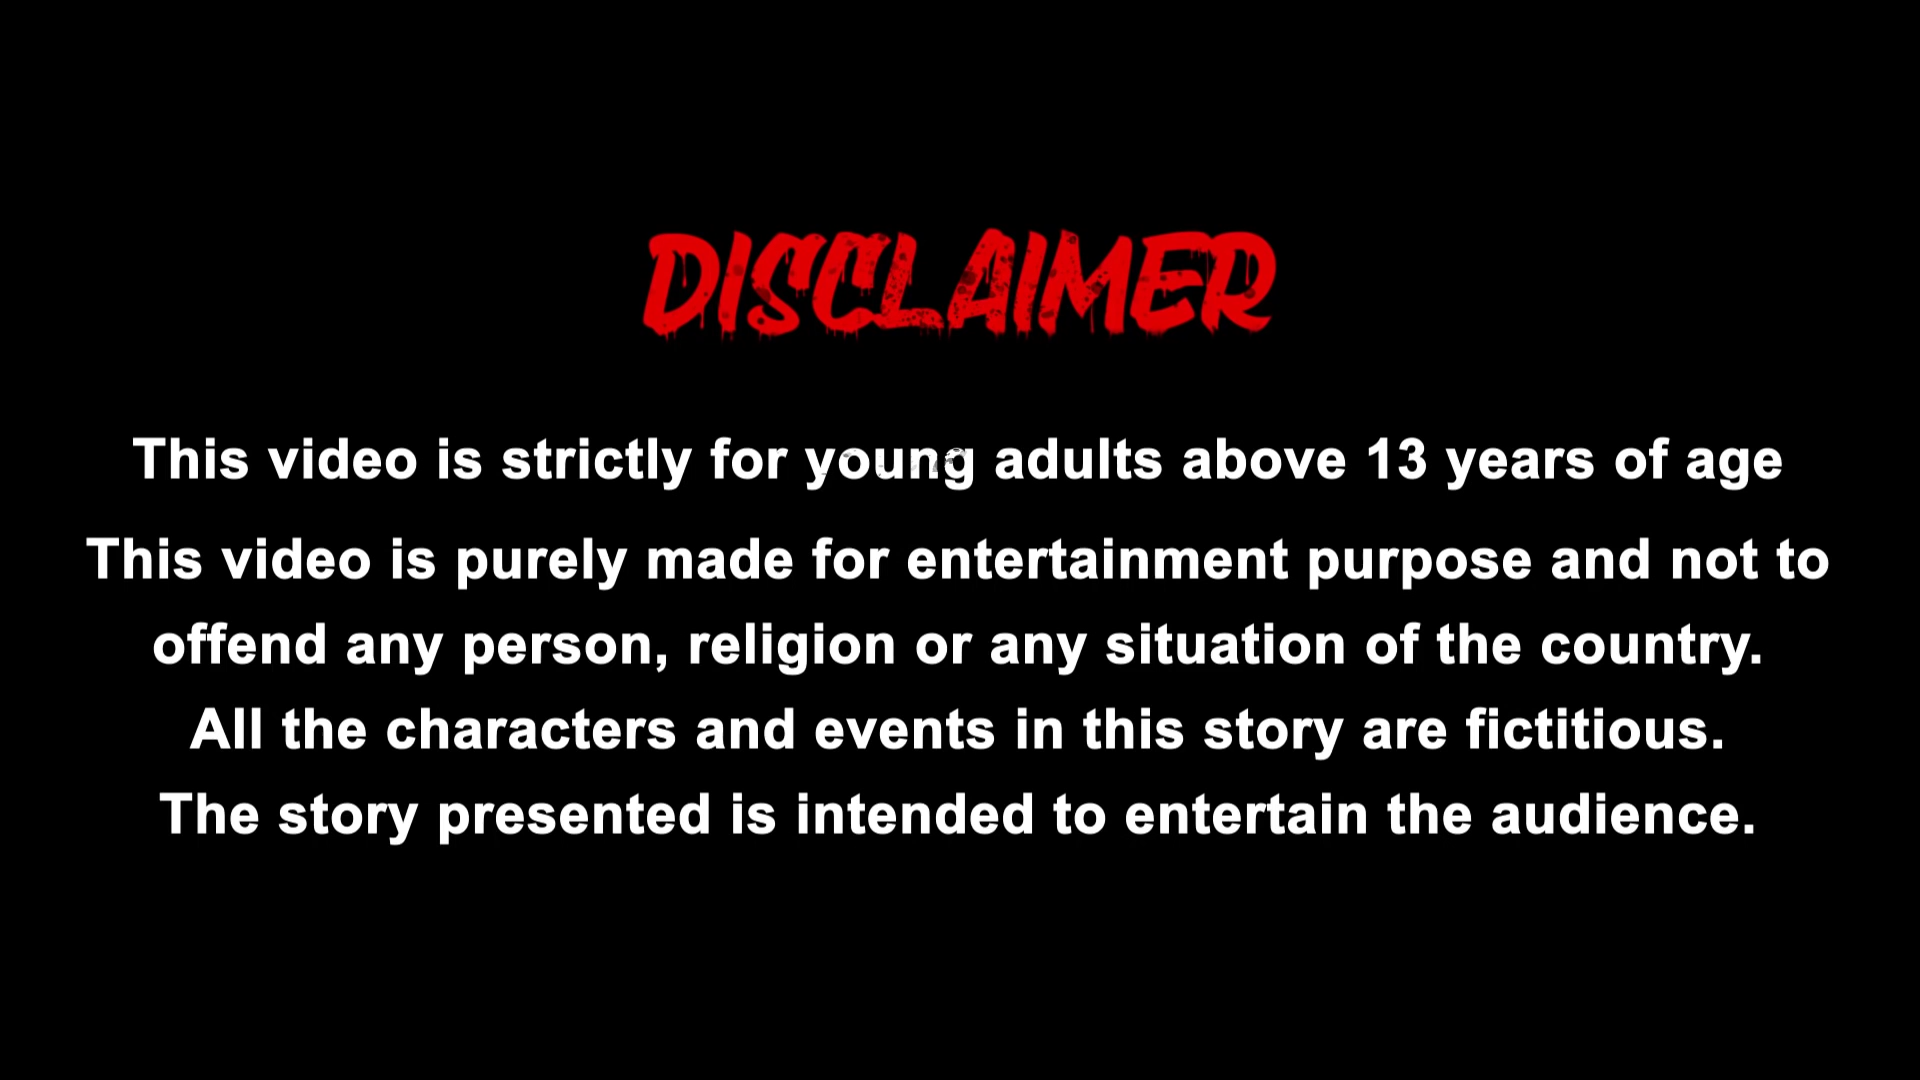 DISCLAIMER
This video is strictly for young adults above 13 years of age
This video is purely made for entertainment purpose and not to
offend any person, religion or any situation of the country.
All the characters and events in this story are fictitious.
The story presented is intended to entertain the audience.